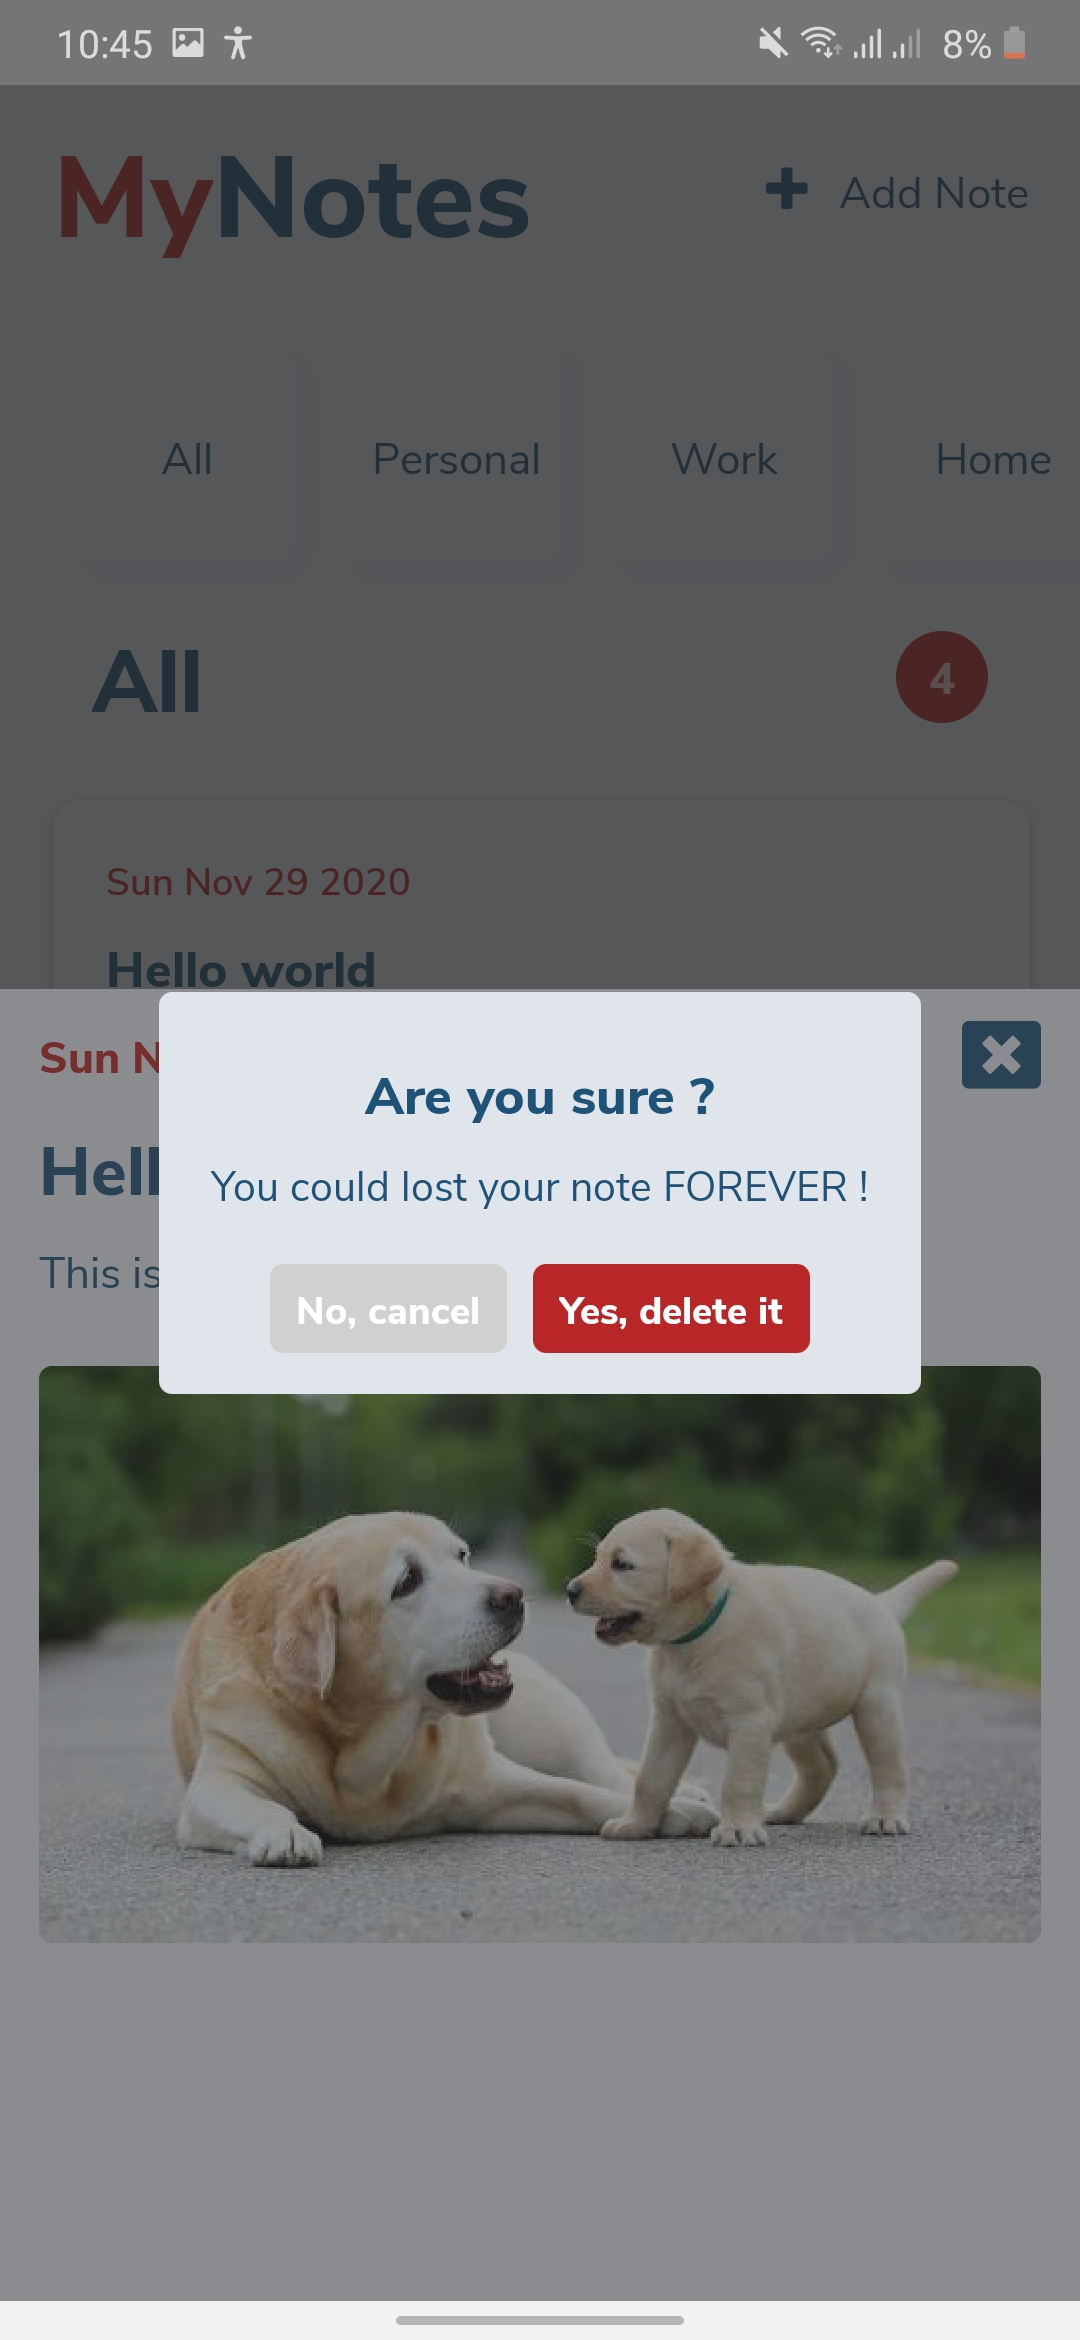 10:45 8%
MyNotes Add Note
All Personal Work Home
All 4
Sun Nov 29 2020
Hello world
Sun N
Hell
This is
Are you sure ?
You could lost your note FOREVER !
No, cancel Yes, delete it